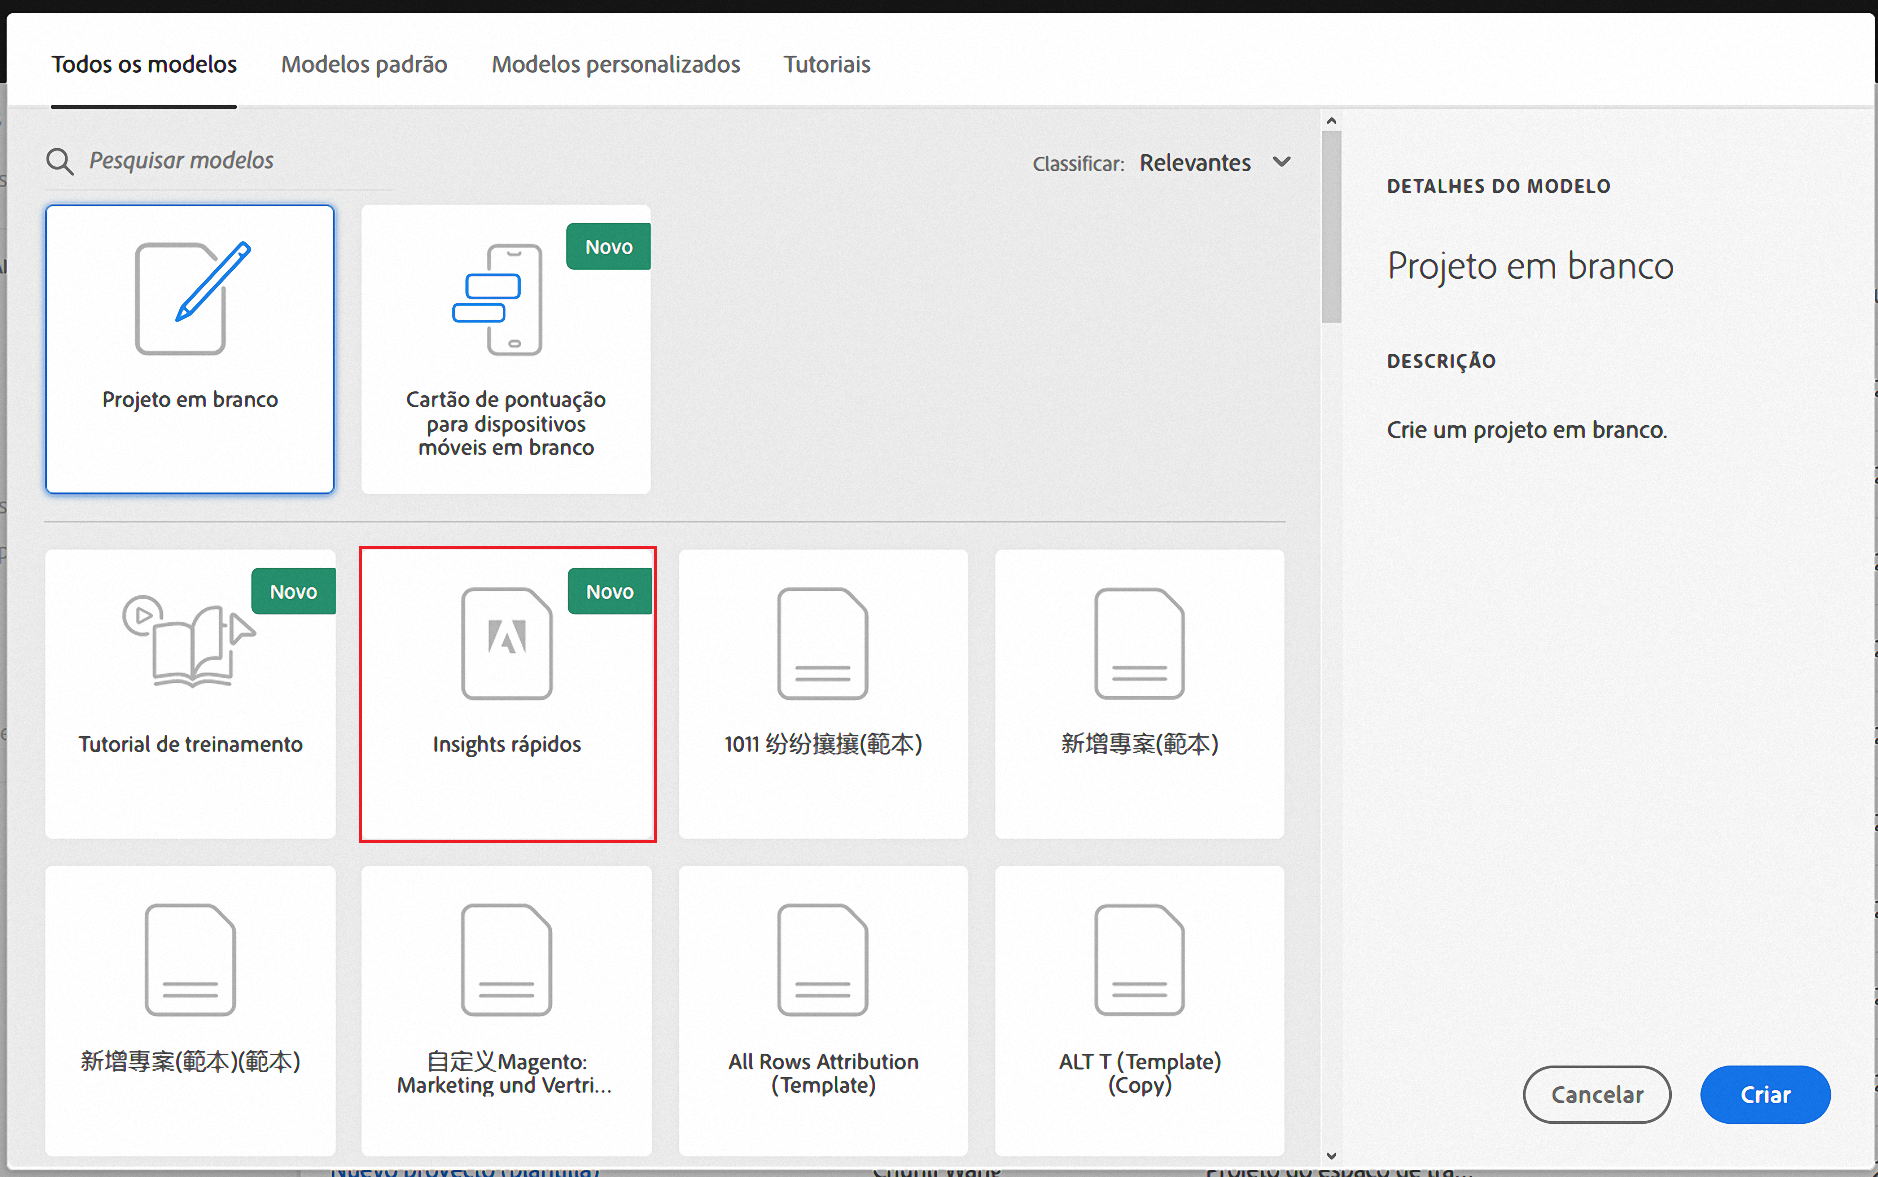 Todos os modelos
Modelos padrão
Modelos personalizados
Tutoriais
Pesquisar modelos
Classificar: Relevantes
Projeto em branco
Novo
Cartão de pontuação
para dispositivos
móveis em branco
Novo
Tutorial de treinamento
Novo
Insights rápidos
1011 纷纷攘攘(範本)
新增專案(範本)
新增專案(範本)(範本)
自定义Magento:
Marketing und Vertri...
All Rows Attribution
(Template)
ALT T (Template)
(Copy)
DETALHES DO MODELO
Projeto em branco
DESCRIÇÃO
Crie um projeto em branco.
Cancelar
Criar